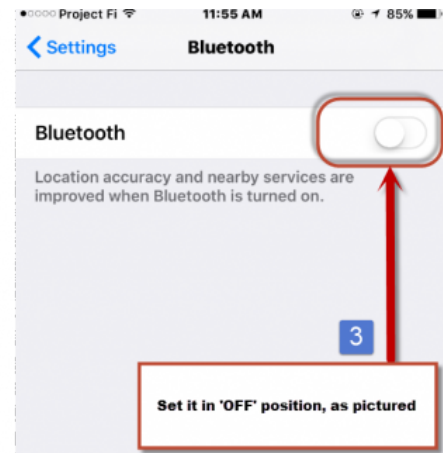 Project Fi 11:55 AM 85%
Settings Bluetooth
Bluetooth
Location accuracy and nearby services are
improved when Bluetooth is turned on.
3
Set it in 'OFF' position, as pictured